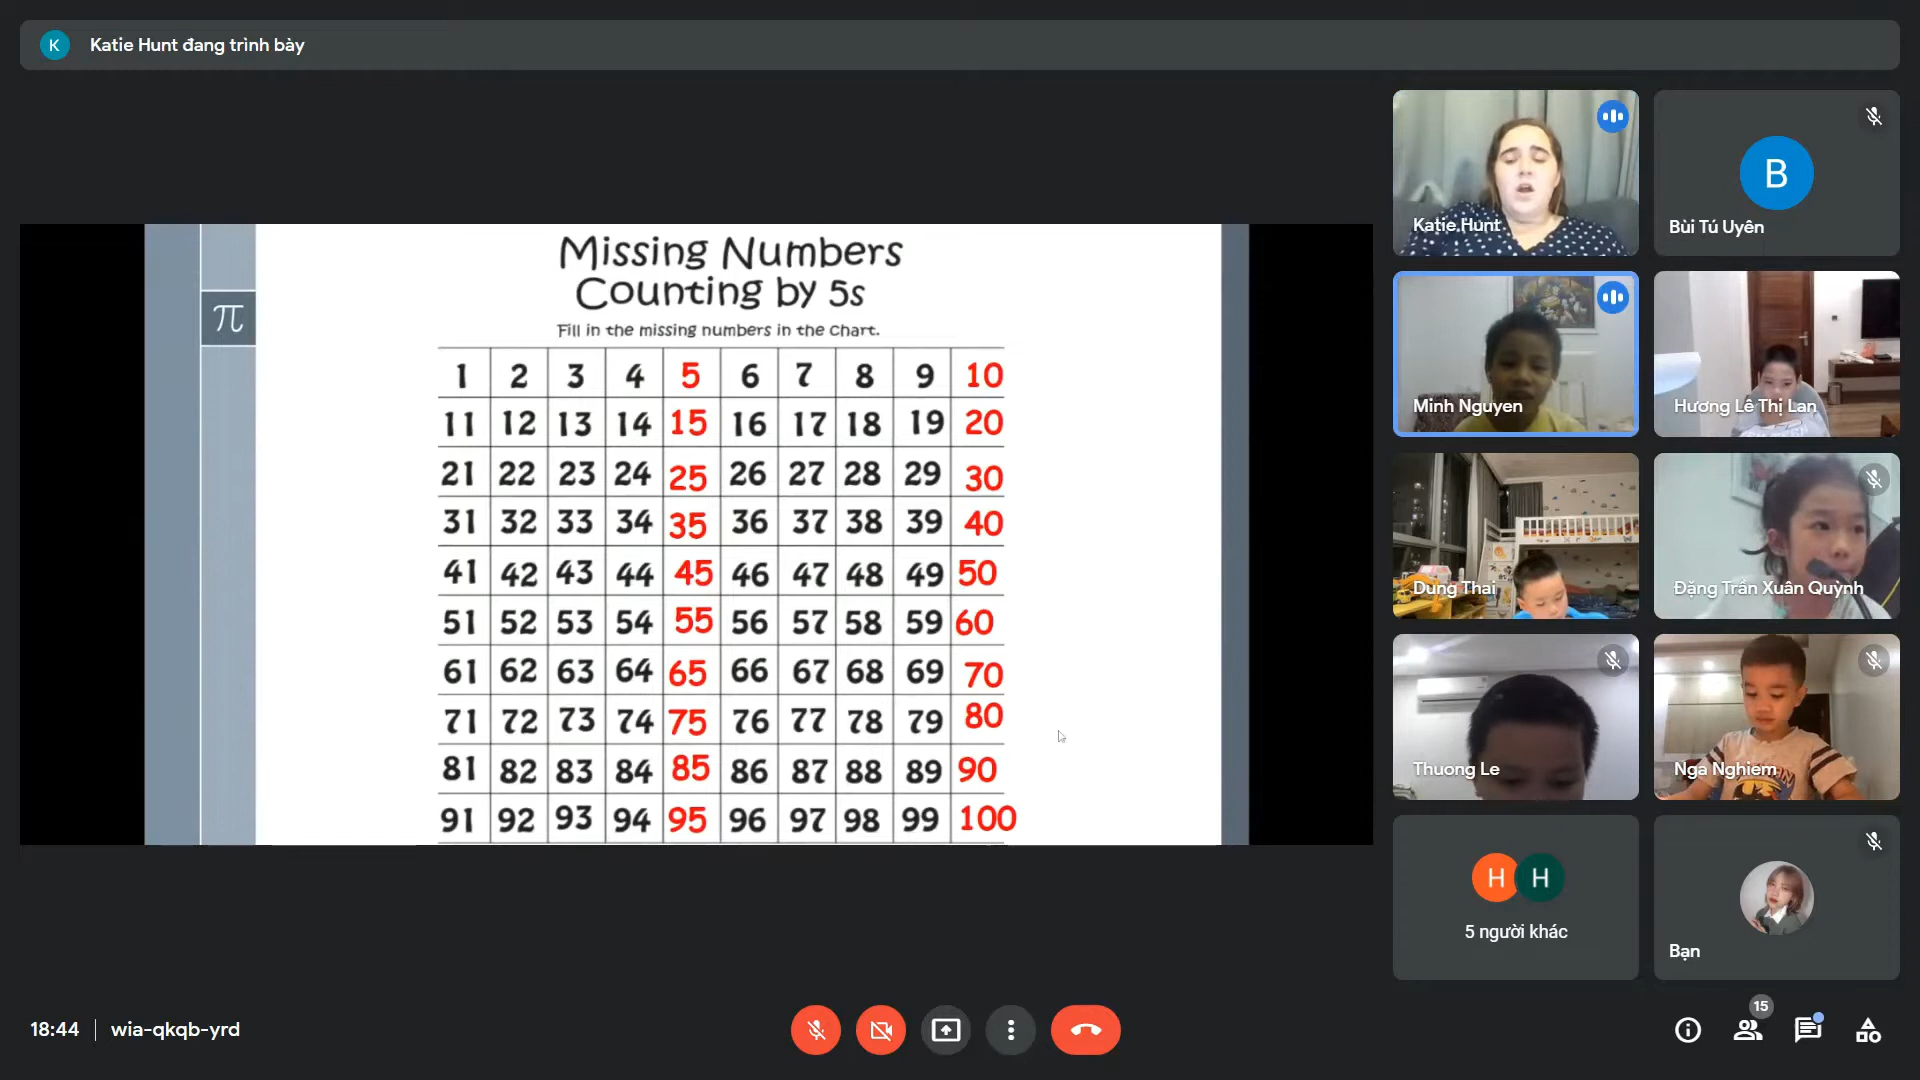 K Katie Hunt đang trình bày
Missing Numbers
Counting by 5s
Fill in the missing numbers in the Chart.
π
1 2 3 4 5 6 7 8 9 10
11 12 13 14 15 16 17 18 19 20
21 22 23 24 25 26 27 28 29 30
31 32 33 34 35 36 37 38 39 40
41 42 43 44 45 46 47 48 49 50
51 52 53 54 55 56 57 58 59 60
61 62 63 64 65 66 67 68 69 70
71 72 73 74 75 76 77 78 79 80
81 82 83 84 85 86 87 88 89 90
91 92 93 94 95 96 97 98 99 100
Katie Hunt
B
Bùi Tú Uyên
Minh Nguyen
Hương Lê Thị Lan
Dung Thai
Đặng Trần Xuân Quỳnh
Thuong Le
Nga Nghiem
H H
5 người khác
Bạn
18:44 | wia-qkqb-yrd
15